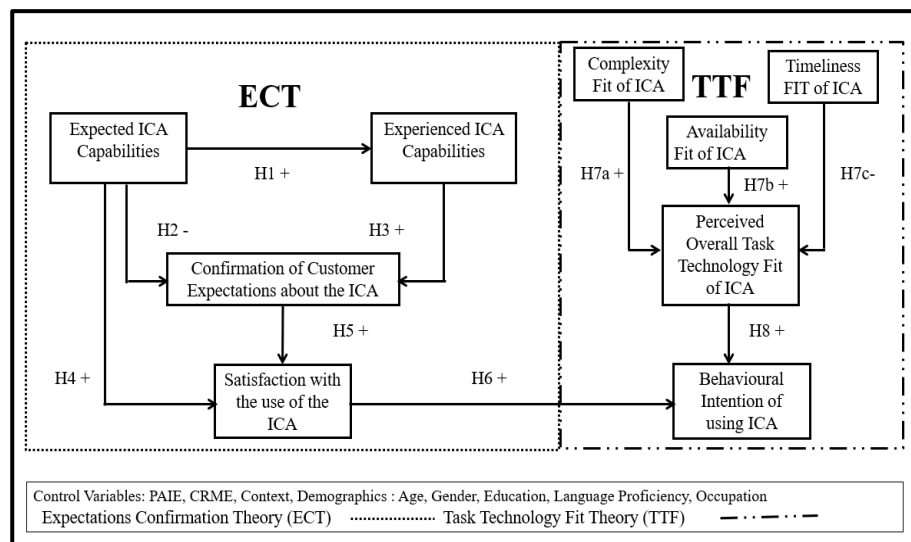 ECT
Expected ICA
Capabilities
H1 +
Experienced ICA
Capabilities
H2 -
H3 +
Confirmation of Customer
Expectations about the ICA
H4 +
H5 +
Satisfaction with
the use of the
ICA
H6 +
TTF
Complexity
Fit of ICA
Timeliness
FIT of ICA
Availability
Fit of ICA
H7a +
H7b +
H7c-
Perceived
Overall Task
Technology Fit
of ICA
H8 +
Behavioural
Intention of
using ICA
Control Variables: PAIE, CRME, Context, Demographics : Age, Gender, Education, Language Proficiency, Occupation
Expectations Confirmation Theory (ECT) Task Technology Fit Theory (TTF)